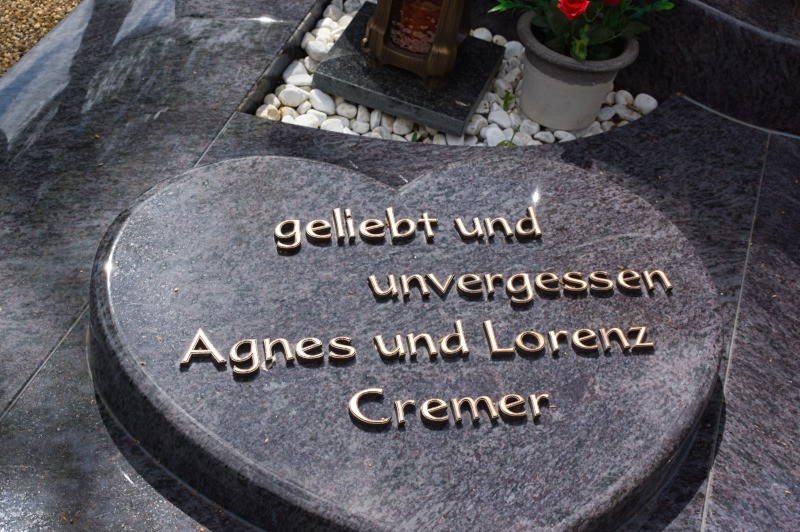 geliebt und
unvergessen
Agnes und Lorenz
Cremer